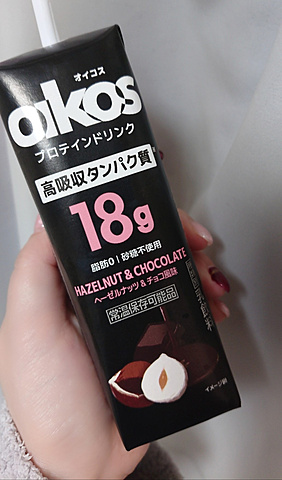 オイコス
oikos
プロテインドリンク
高吸収タンパク質
18g
脂肪0 | 砂糖不使用
HAZELNUT & CHOCOLATE
ヘーゼルナッツ & チョコ風味
常温保存可能品
イメージ図